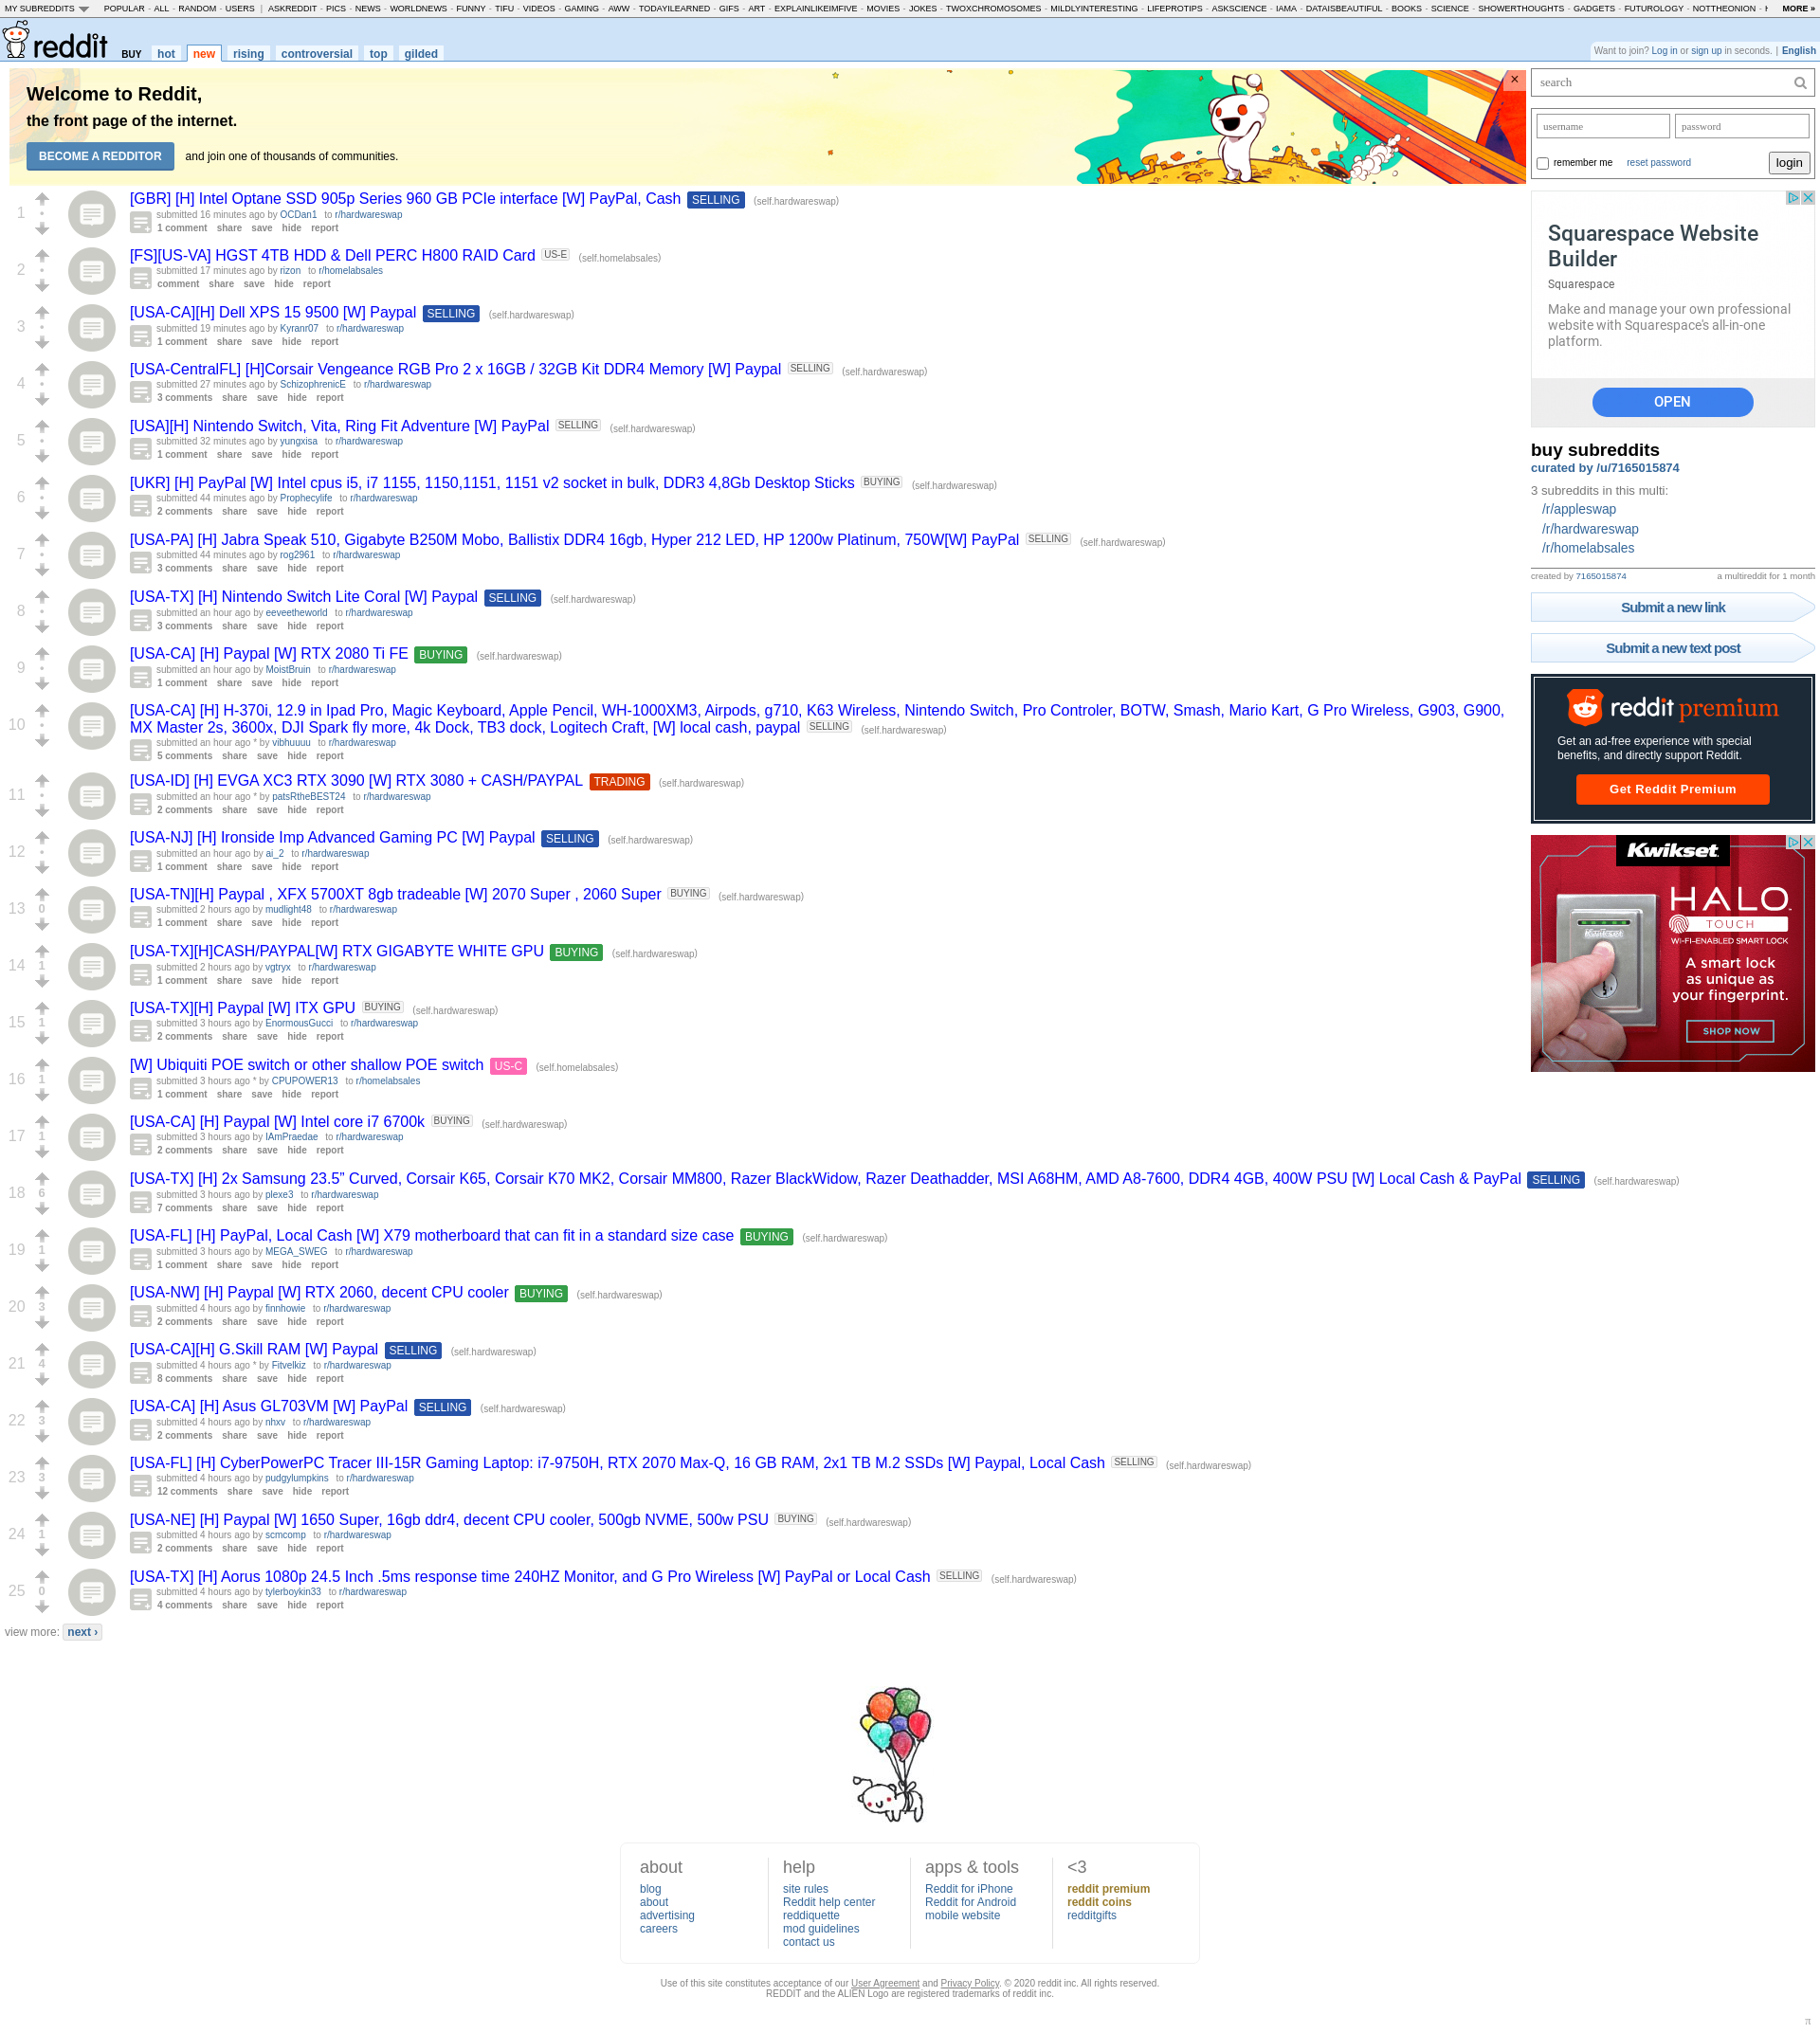 MY SUBREDDITS POPULAR - ALL - RANDOM - USERS | ASKREDDIT - PICS - NEWS - WORLDNEWS - FUNNY - TIFU - VIDEOS - GAMING - AWW - TODAYILEARNED - GIFS - ART - EXPLAINLIKEIMFIVE - MOVIES - JOKES - TWOXCHROMOSOMES - MILDLYINTERESTING - LIFEPROTIPS - ASKSCIENCE - IAMA - DATAISBEAUTIFUL - BOOKS - SCIENCE - SHOWERTHOUGHTS - GADGETS - FUTUROLOGY - NOTTHEONION - MORE »
reddit BUY hot new rising controversial top gilded
Want to join? Log in or sign up in seconds. | English
Welcome to Reddit,
the front page of the internet.
BECOME A REDDITOR and join one of thousands of communities.
×
1
[GBR] [H] Intel Optane SSD 905p Series 960 GB PCIe interface [W] PayPal, Cash SELLING (self.hardwareswap)
submitted 16 minutes ago by OCDan1 to r/hardwareswap
1 comment share save hide report
2
[FS][US-VA] HGST 4TB HDD & Dell PERC H800 RAID Card US-E (self.homelabsales)
submitted 17 minutes ago by rizon to r/homelabsales
comment share save hide report
3
[USA-CA][H] Dell XPS 15 9500 [W] Paypal SELLING (self.hardwareswap)
submitted 19 minutes ago by Kyranr07 to r/hardwareswap
1 comment share save hide report
4
[USA-CentralFL] [H]Corsair Vengeance RGB Pro 2 x 16GB / 32GB Kit DDR4 Memory [W] Paypal SELLING (self.hardwareswap)
submitted 27 minutes ago by SchizophrenicE to r/hardwareswap
3 comments share save hide report
5
[USA][H] Nintendo Switch, Vita, Ring Fit Adventure [W] PayPal SELLING (self.hardwareswap)
submitted 32 minutes ago by yungxisa to r/hardwareswap
1 comment share save hide report
6
[UKR] [H] PayPal [W] Intel cpus i5, i7 1155, 1150,1151, 1151 v2 socket in bulk, DDR3 4,8Gb Desktop Sticks BUYING (self.hardwareswap)
submitted 44 minutes ago by Prophecylife to r/hardwareswap
2 comments share save hide report
7
[USA-PA] [H] Jabra Speak 510, Gigabyte B250M Mobo, Ballistix DDR4 16gb, Hyper 212 LED, HP 1200w Platinum, 750W[W] PayPal SELLING (self.hardwareswap)
submitted 44 minutes ago by rog2961 to r/hardwareswap
3 comments share save hide report
8
[USA-TX] [H] Nintendo Switch Lite Coral [W] Paypal SELLING (self.hardwareswap)
submitted an hour ago by eeveetheworld to r/hardwareswap
3 comments share save hide report
9
[USA-CA] [H] Paypal [W] RTX 2080 Ti FE BUYING (self.hardwareswap)
submitted an hour ago by MoistBruin to r/hardwareswap
1 comment share save hide report
10
[USA-CA] [H] H-370i, 12.9 in Ipad Pro, Magic Keyboard, Apple Pencil, WH-1000XM3, Airpods, g710, K63 Wireless, Nintendo Switch, Pro Controler, BOTW, Smash, Mario Kart, G Pro Wireless, G903, G900,
MX Master 2s, 3600x, DJI Spark fly more, 4k Dock, TB3 dock, Logitech Craft, [W] local cash, paypal SELLING (self.hardwareswap)
submitted an hour ago * by vibhuuuu to r/hardwareswap
5 comments share save hide report
11
[USA-ID] [H] EVGA XC3 RTX 3090 [W] RTX 3080 + CASH/PAYPAL TRADING (self.hardwareswap)
submitted an hour ago * by patsRtheBEST24 to r/hardwareswap
2 comments share save hide report
12
[USA-NJ] [H] Ironside Imp Advanced Gaming PC [W] Paypal SELLING (self.hardwareswap)
submitted an hour ago by ai_2 to r/hardwareswap
1 comment share save hide report
13 0
[USA-TN][H] Paypal , XFX 5700XT 8gb tradeable [W] 2070 Super , 2060 Super BUYING (self.hardwareswap)
submitted 2 hours ago by mudlight48 to r/hardwareswap
1 comment share save hide report
14 1
[USA-TX][H]CASH/PAYPAL[W] RTX GIGABYTE WHITE GPU BUYING (self.hardwareswap)
submitted 2 hours ago by vgtryx to r/hardwareswap
1 comment share save hide report
15 1
[USA-TX][H] Paypal [W] ITX GPU BUYING (self.hardwareswap)
submitted 3 hours ago by EnormousGucci to r/hardwareswap
2 comments share save hide report
16 1
[W] Ubiquiti POE switch or other shallow POE switch US-C (self.homelabsales)
submitted 3 hours ago * by CPUPOWER13 to r/homelabsales
1 comment share save hide report
17 1
[USA-CA] [H] Paypal [W] Intel core i7 6700k BUYING (self.hardwareswap)
submitted 3 hours ago by IAmPraedae to r/hardwareswap
2 comments share save hide report
18 6
[USA-TX] [H] 2x Samsung 23.5” Curved, Corsair K65, Corsair K70 MK2, Corsair MM800, Razer BlackWidow, Razer Deathadder, MSI A68HM, AMD A8-7600, DDR4 4GB, 400W PSU [W] Local Cash & PayPal SELLING (self.hardwareswap)
submitted 3 hours ago by plexe3 to r/hardwareswap
7 comments share save hide report
19 1
[USA-FL] [H] PayPal, Local Cash [W] X79 motherboard that can fit in a standard size case BUYING (self.hardwareswap)
submitted 3 hours ago by MEGA_SWEG to r/hardwareswap
1 comment share save hide report
20 3
[USA-NW] [H] Paypal [W] RTX 2060, decent CPU cooler BUYING (self.hardwareswap)
submitted 4 hours ago by finnhowie to r/hardwareswap
2 comments share save hide report
21 4
[USA-CA][H] G.Skill RAM [W] Paypal SELLING (self.hardwareswap)
submitted 4 hours ago * by Fitvelkiz to r/hardwareswap
8 comments share save hide report
22 3
[USA-CA] [H] Asus GL703VM [W] PayPal SELLING (self.hardwareswap)
submitted 4 hours ago by nhxv to r/hardwareswap
2 comments share save hide report
23 3
[USA-FL] [H] CyberPowerPC Tracer III-15R Gaming Laptop: i7-9750H, RTX 2070 Max-Q, 16 GB RAM, 2x1 TB M.2 SSDs [W] Paypal, Local Cash SELLING (self.hardwareswap)
submitted 4 hours ago by pudgylumpkins to r/hardwareswap
12 comments share save hide report
24 1
[USA-NE] [H] Paypal [W] 1650 Super, 16gb ddr4, decent CPU cooler, 500gb NVME, 500w PSU BUYING (self.hardwareswap)
submitted 4 hours ago by scmcomp to r/hardwareswap
2 comments share save hide report
25 0
[USA-TX] [H] Aorus 1080p 24.5 Inch .5ms response time 240HZ Monitor, and G Pro Wireless [W] PayPal or Local Cash SELLING (self.hardwareswap)
submitted 4 hours ago by tylerboykin33 to r/hardwareswap
4 comments share save hide report
view more: next ›
search
username password
remember me reset password login
Squarespace Website
Builder
Squarespace
Make and manage your own professional
website with Squarespace's all-in-one
platform.
OPEN
buy subreddits
curated by /u/7165015874
3 subreddits in this multi:
/r/appleswap
/r/hardwareswap
/r/homelabsales
created by 7165015874 a multireddit for 1 month
Submit a new link
Submit a new text post
reddit premium
Get an ad-free experience with special
benefits, and directly support Reddit.
Get Reddit Premium
Kwikset
HALO
TOUCH
WI-FI-ENABLED SMART LOCK
A smart lock
as unique as
your fingerprint.
SHOP NOW
about
blog
about
advertising
careers
help
site rules
Reddit help center
reddiquette
mod guidelines
contact us
apps & tools
Reddit for iPhone
Reddit for Android
mobile website
<3
reddit premium
reddit coins
redditgifts
Use of this site constitutes acceptance of our User Agreement and Privacy Policy. © 2020 reddit inc. All rights reserved.
REDDIT and the ALIEN Logo are registered trademarks of reddit inc.
π